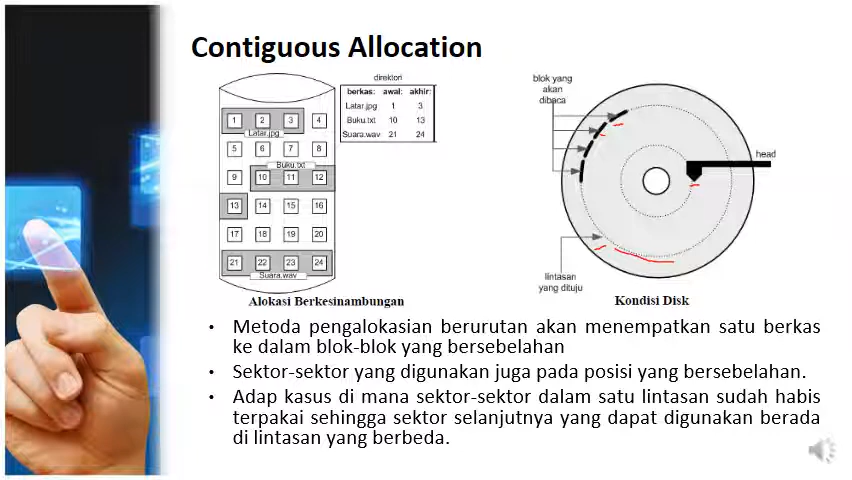 Contiguous Allocation
direktori
berkas: awal: akhir:
Latar.jpg 1 3
Buku.txt 10 13
Suara.wav 21 24
1 2 3 4
Latar.jpg
5 6 7 8
Buku.txt
9 10 11 12
13 14 15 16
17 18 19 20
21 22 23 24
Suara.wav
Alokasi Berkesinambungan
blok yang
akan
dibaca
head
lintasan
yang dituju
Kondisi Disk
• Metoda pengalokasian berurutan akan menempatkan satu berkas
ke dalam blok-blok yang bersebelahan
• Sektor-sektor yang digunakan juga pada posisi yang bersebelahan.
• Adap kasus di mana sektor-sektor dalam satu lintasan sudah habis
terpakai sehingga sektor selanjutnya yang dapat digunakan berada
di lintasan yang berbeda.